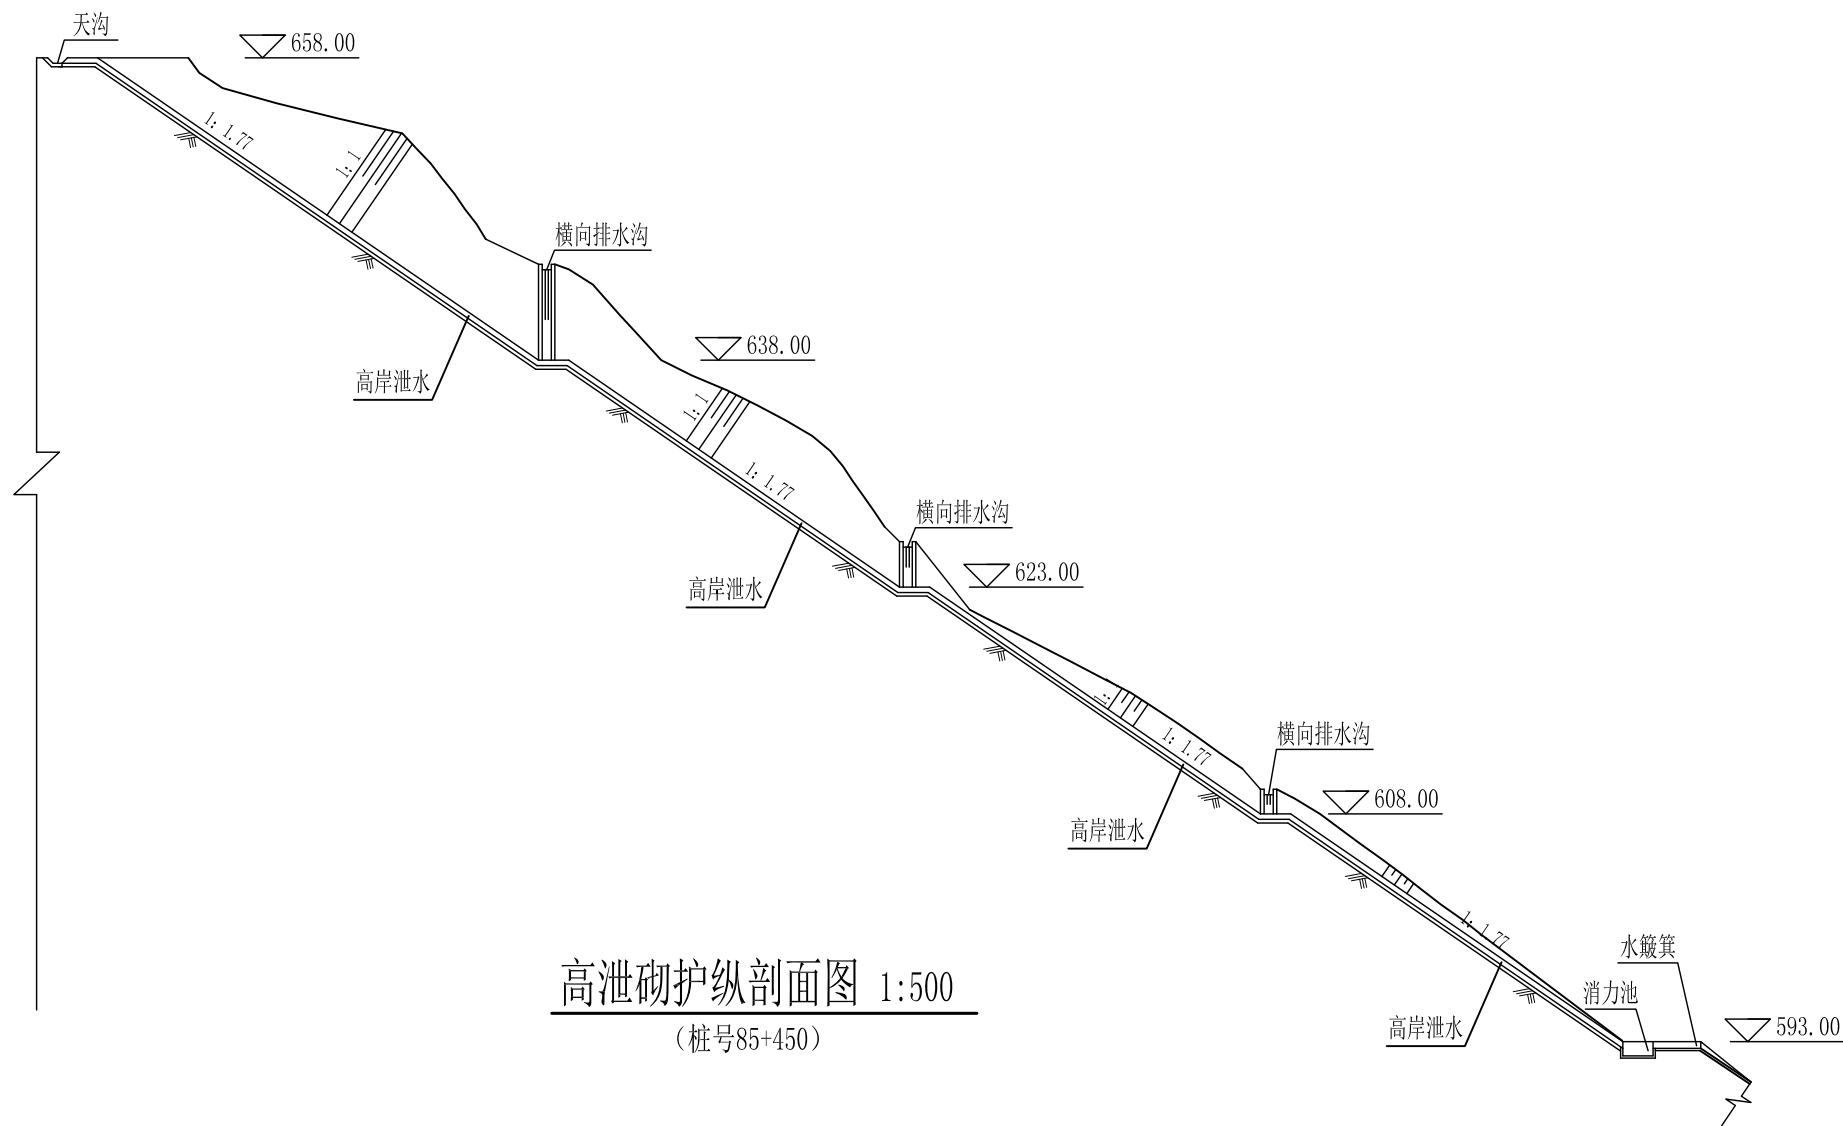 天沟
658.00
1: 1.77
1: 1
横向排水沟
638.00
高岸泄水
1: 1
1: 1.77
横向排水沟
623.00
高岸泄水
1: 1.77
横向排水沟
608.00
高岸泄水
1: 1.77
水簸箕
高泄砌护纵剖面图 1:500
消力池
593.00
高岸泄水
（桩号85+450）